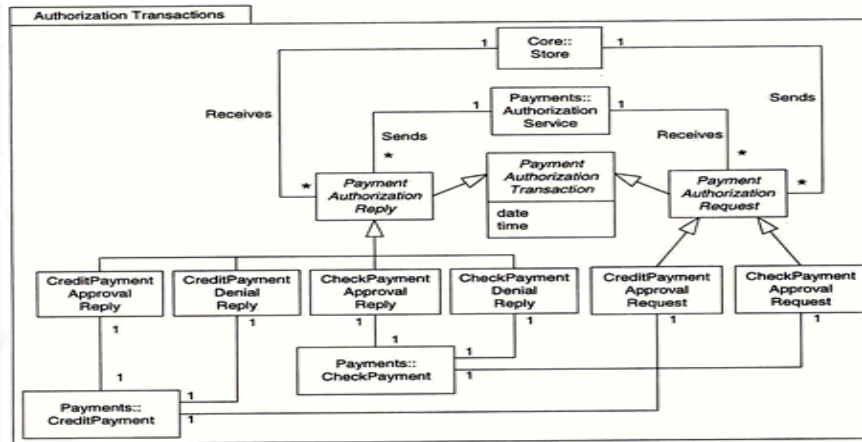 Authorization Transactions
1
Core::
Store
1
Receives
Sends
1
Payments::
Authorization
Service
1
Sends
Receives
*
*
*
*
Payment
Authorization
Reply
Payment
Authorization
Transaction
date
time
Payment
Authorization
Request
CreditPayment
Approval
Reply
CreditPayment
Denial
Reply
CheckPayment
Approval
Reply
CheckPayment
Denial
Reply
CreditPayment
Approval
Request
CheckPayment
Approval
Request
1
1
1
1
1
1
Payments::
CheckPayment
1
1
1
1
Payments::
CreditPayment
1
1